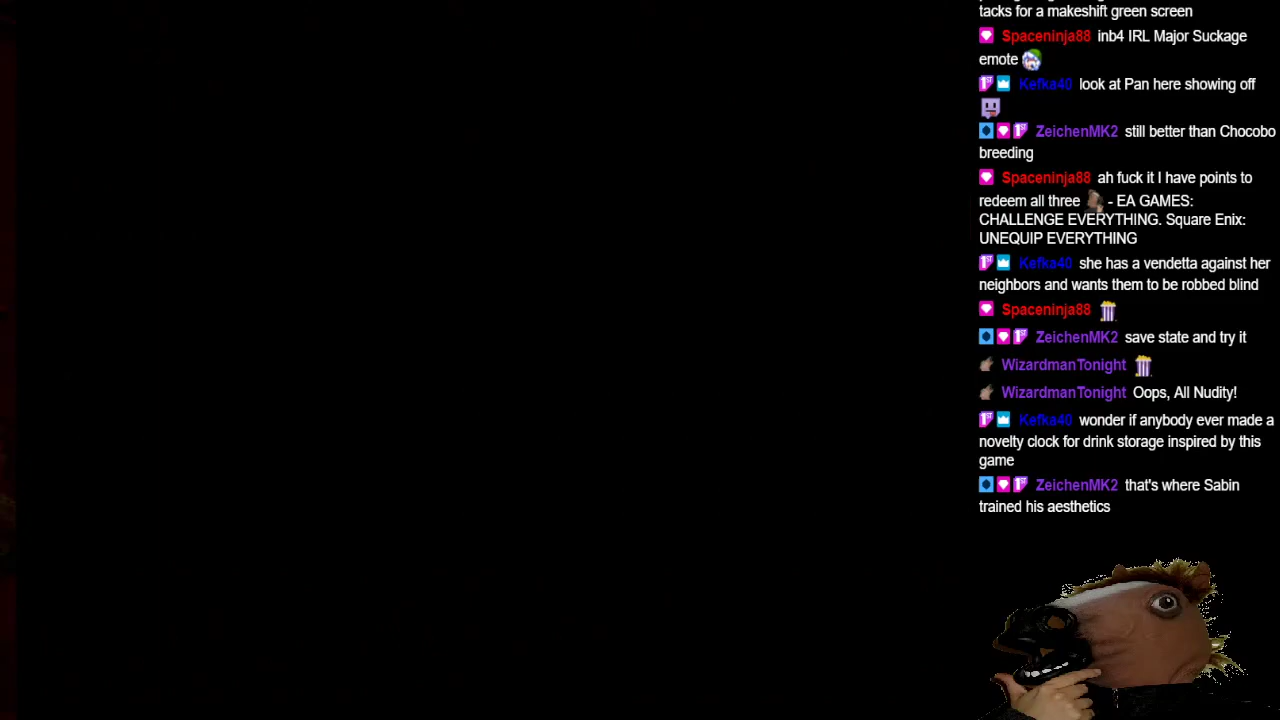 tacks for a makeshift green screen
Spaceninja88 inb4 IRL Major Suckage
emote
Kefka40 look at Pan here showing off
ZeichenMK2 still better than Chocobo
breeding
Spaceninja88 ah fuck it I have points to
redeem all three - EA GAMES:
CHALLENGE EVERYTHING. Square Enix:
UNEQUIP EVERYTHING
Kefka40 she has a vendetta against her
neighbors and wants them to be robbed blind
Spaceninja88
ZeichenMK2 save state and try it
WizardmanTonight
WizardmanTonight Oops, All Nudity!
Kefka40 wonder if anybody ever made a
novelty clock for drink storage inspired by this
game
ZeichenMK2 that's where Sabin
trained his aesthetics